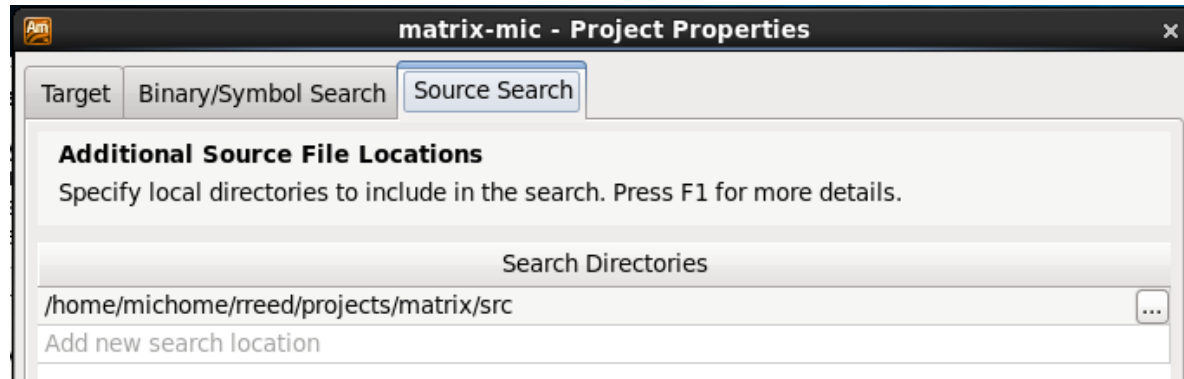 Am
matrix-mic - Project Properties
Target Binary/Symbol Search Source Search
Additional Source File Locations
Specify local directories to include in the search. Press F1 for more details.
Search Directories
/home/michome/rreed/projects/matrix/src ...
Add new search location